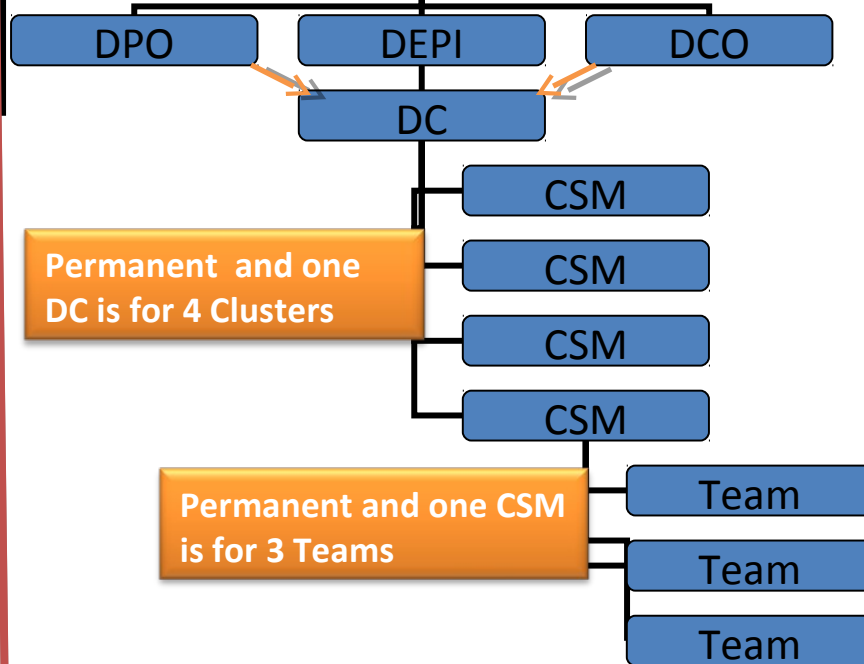 DPO
DEPI
DCO
DC
CSM
Permanent and one
DC is for 4 Clusters
CSM
CSM
CSM
Permanent and one CSM
is for 3 Teams
Team
Team
Team